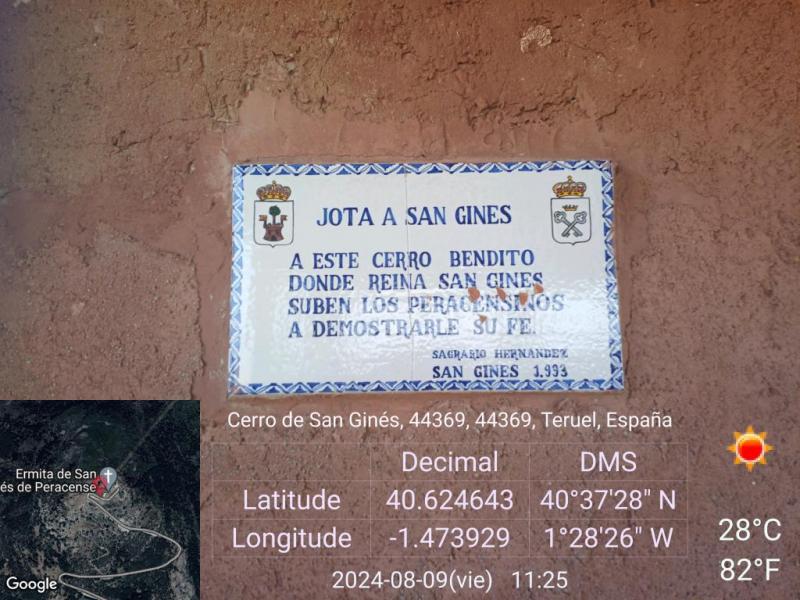 JOTA A SAN GINES
A ESTE CERRO BENDITO
DONDE REINA SAN GINES
SUBEN LOS PERACENSINOS
A DEMOSTRARLE SU FE.
SAGRARIO HERNANDEZ
SAN GINES 1.993
Cerro de San Ginés, 44369, 44369, Teruel, España
Decimal DMS
Latitude 40.624643 40°37'28" N
Longitude -1.473929 1°28'26" W
2024-08-09(vie) 11:25
28°C
82°F
Ermita de San
és de Peracense
Google